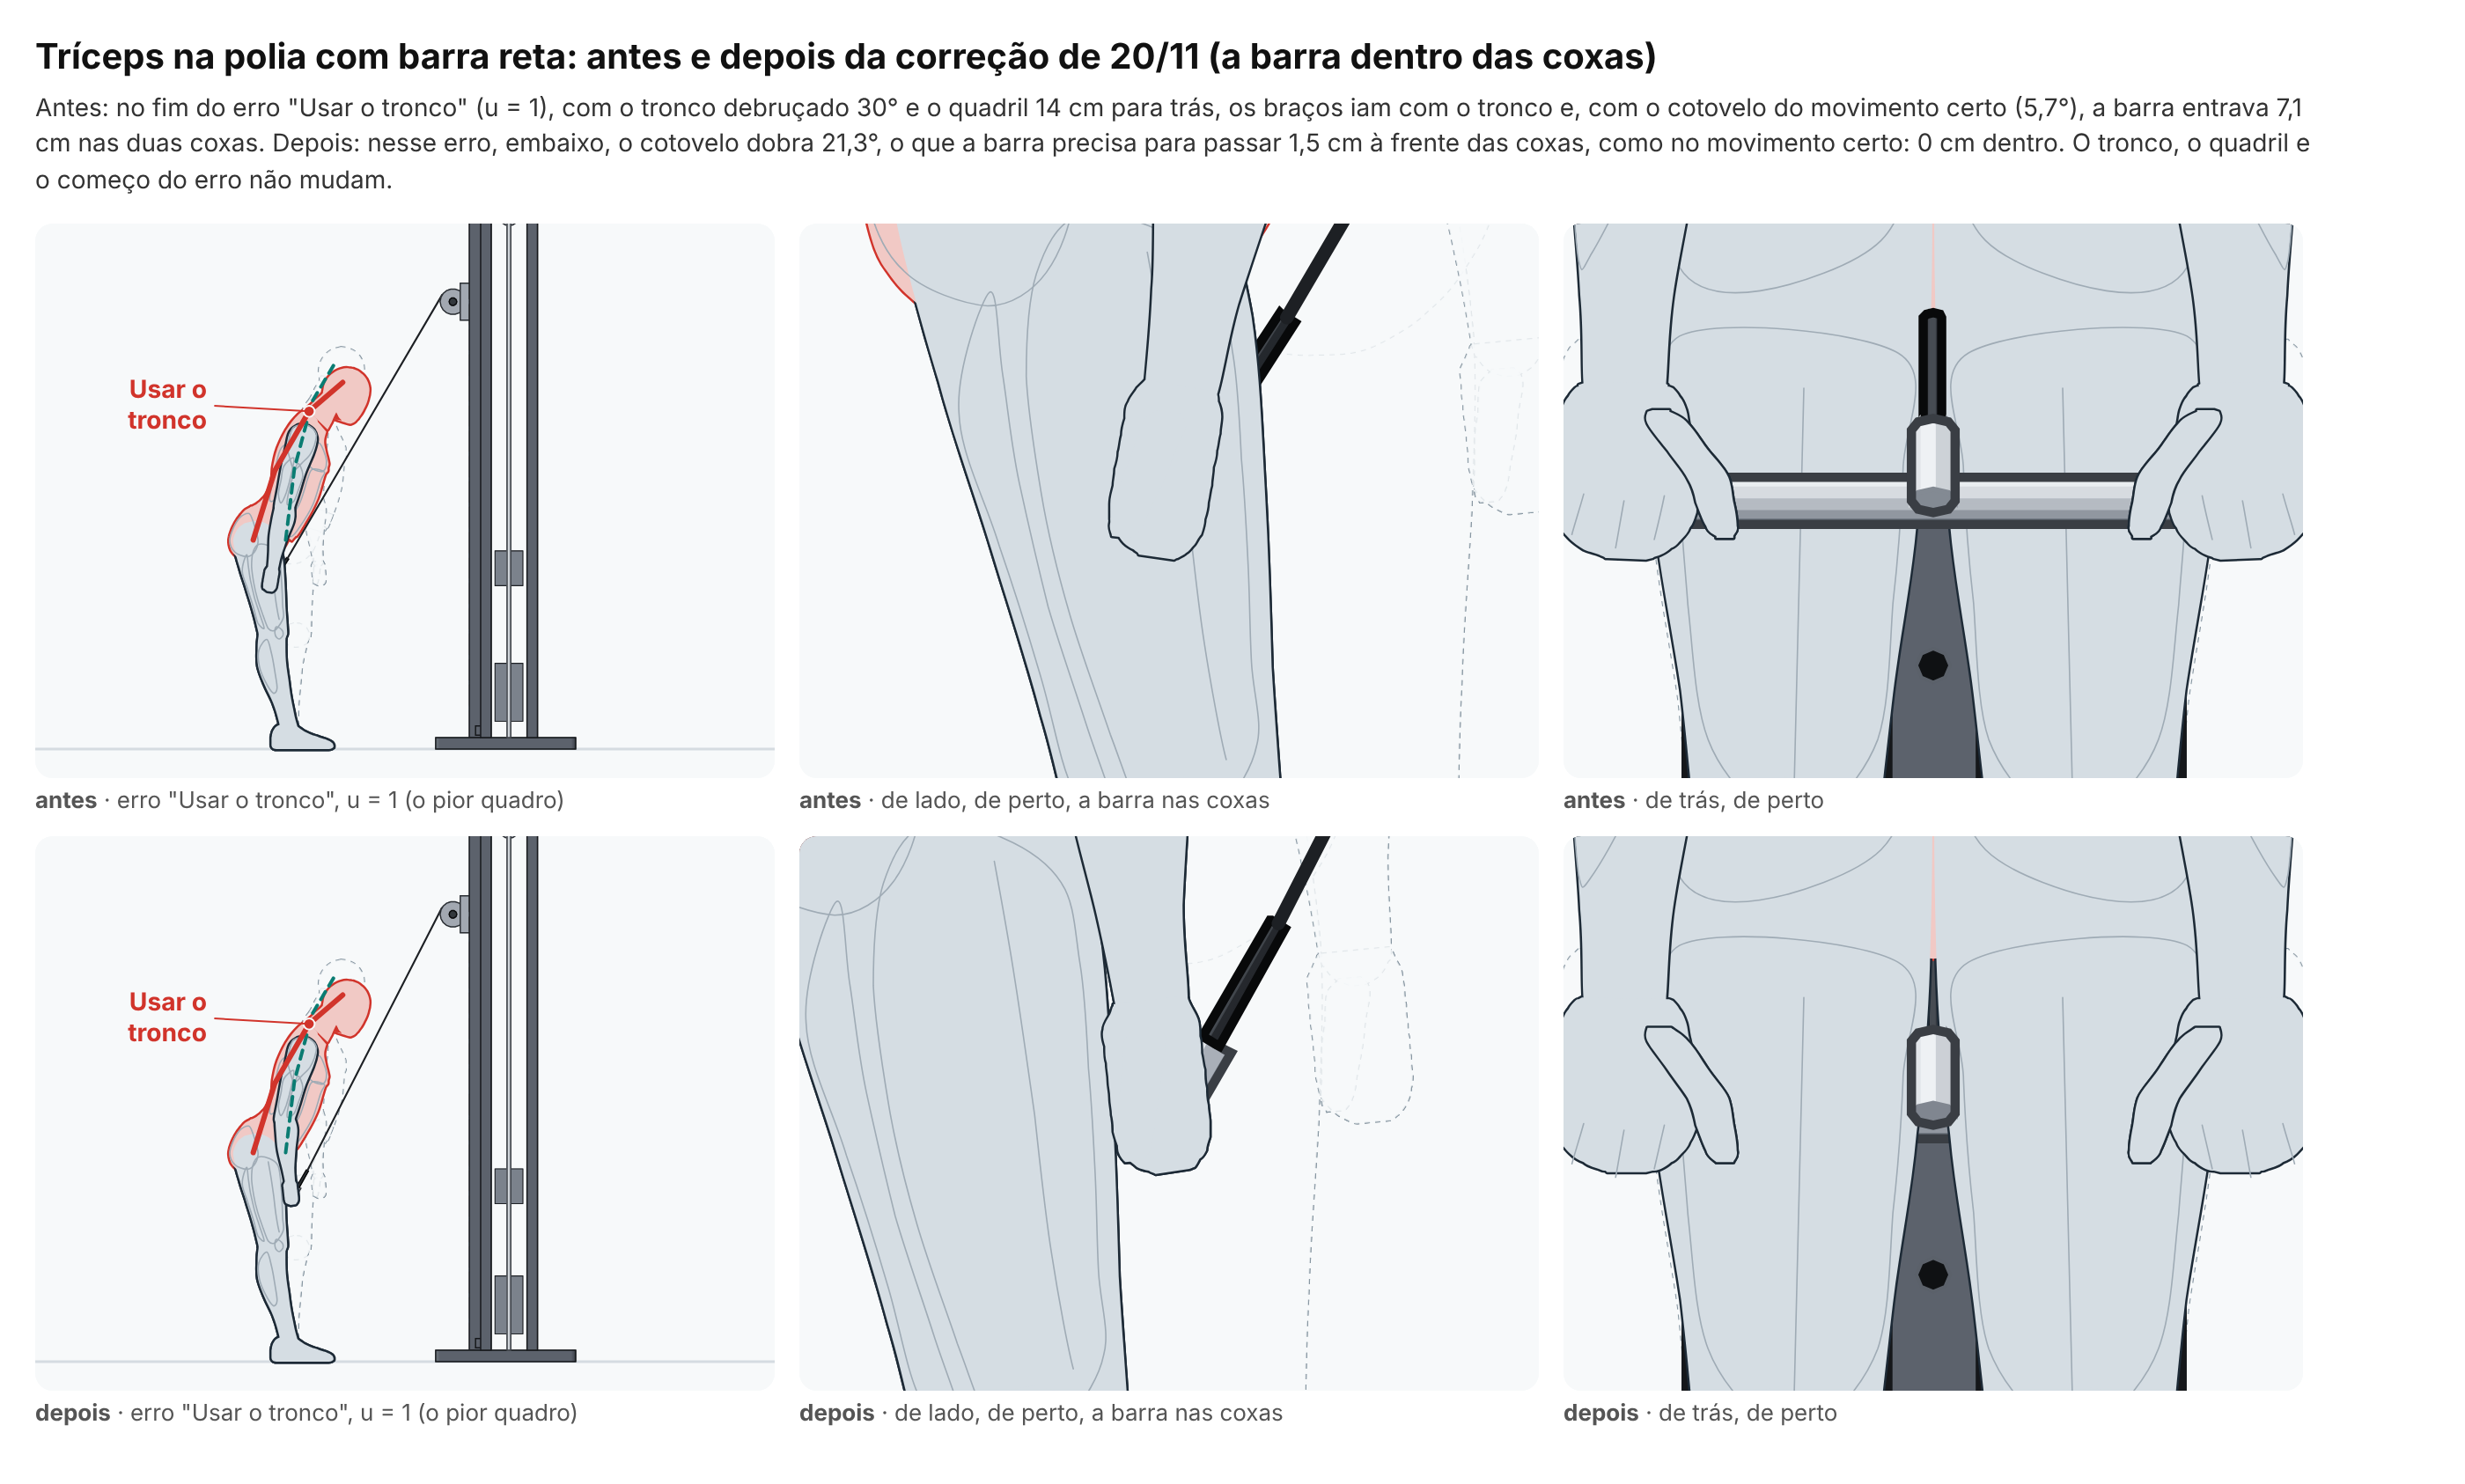 Tríceps na polia com barra reta: antes e depois da correção de 20/11 (a barra dentro das coxas)
Antes: no fim do erro "Usar o tronco" (u = 1), com o tronco debruçado 30° e o quadril 14 cm para trás, os braços iam com o tronco e, com o cotovelo do movimento certo (5,7°), a barra entrava 7,1
cm nas duas coxas. Depois: nesse erro, embaixo, o cotovelo dobra 21,3°, o que a barra precisa para passar 1,5 cm à frente das coxas, como no movimento certo: 0 cm dentro. O tronco, o quadril e
o começo do erro não mudam.
Usar o
tronco
antes · erro "Usar o tronco", u = 1 (o pior quadro)
antes · de lado, de perto, a barra nas coxas
antes · de trás, de perto
Usar o
tronco
depois · erro "Usar o tronco", u = 1 (o pior quadro)
depois · de lado, de perto, a barra nas coxas
depois · de trás, de perto